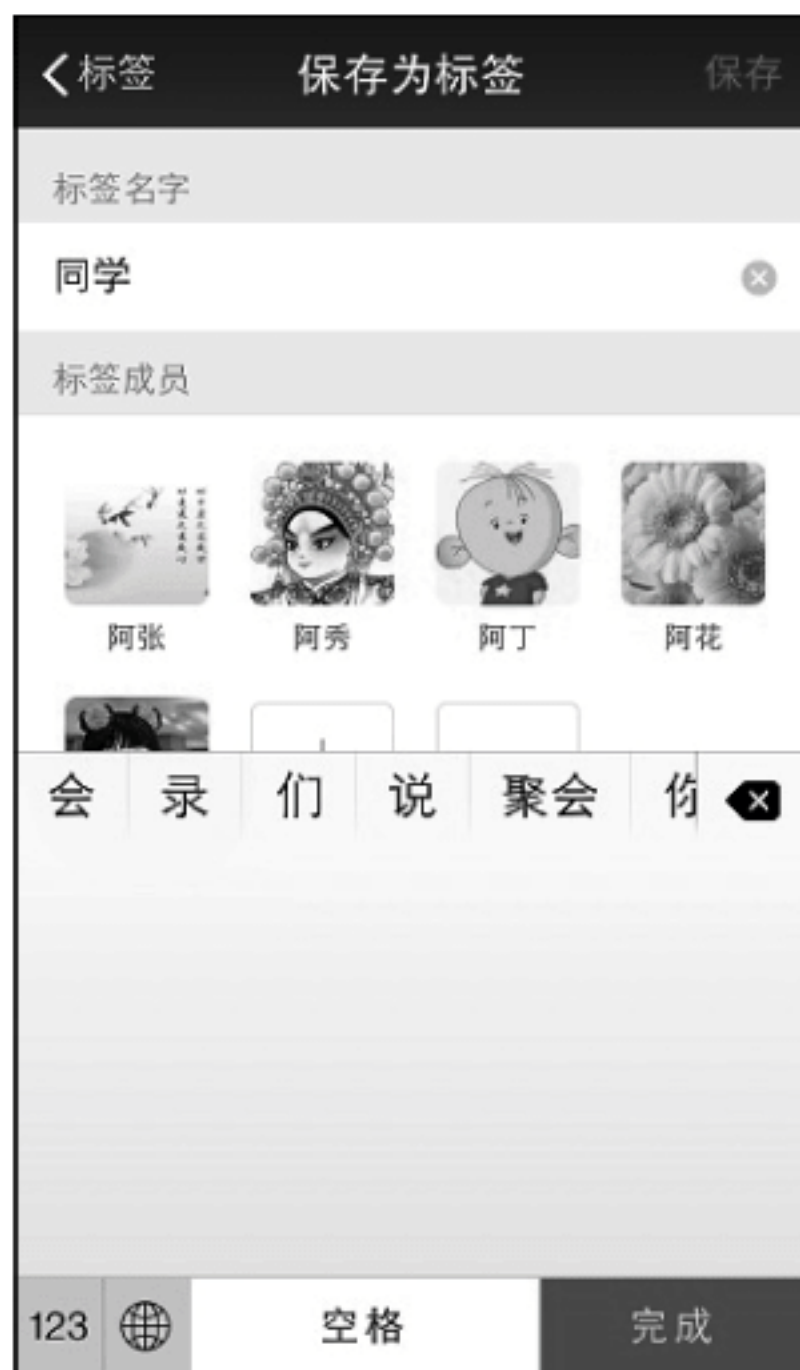 标签 保存为标签 保存
标签名字
同学
标签成员
阿张 阿秀 阿丁 阿花
会 录 们 说 聚会 你
123 空格 完成